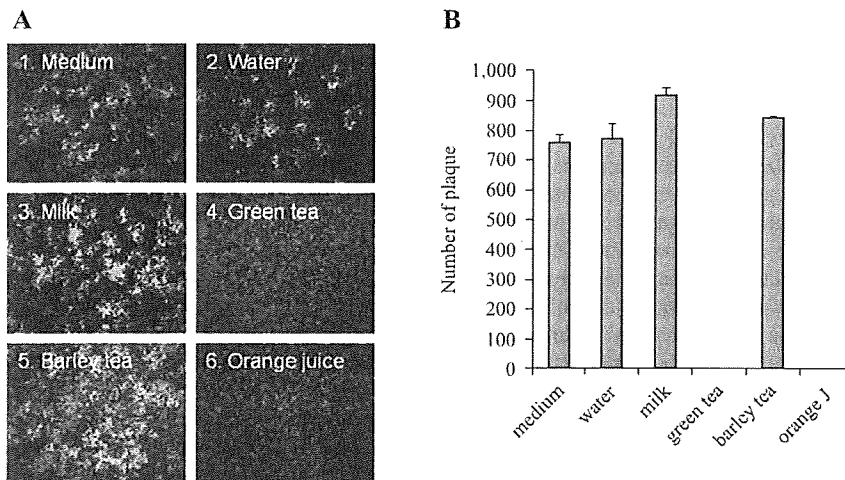 A
1. Medium
2. Water
3. Milk
4. Green tea
5. Barley tea
6. Orange juice
B
Number of plaque
1,000
900
800
700
600
500
400
300
200
100
0
medium
water
milk
green tea
barley tea
orange J